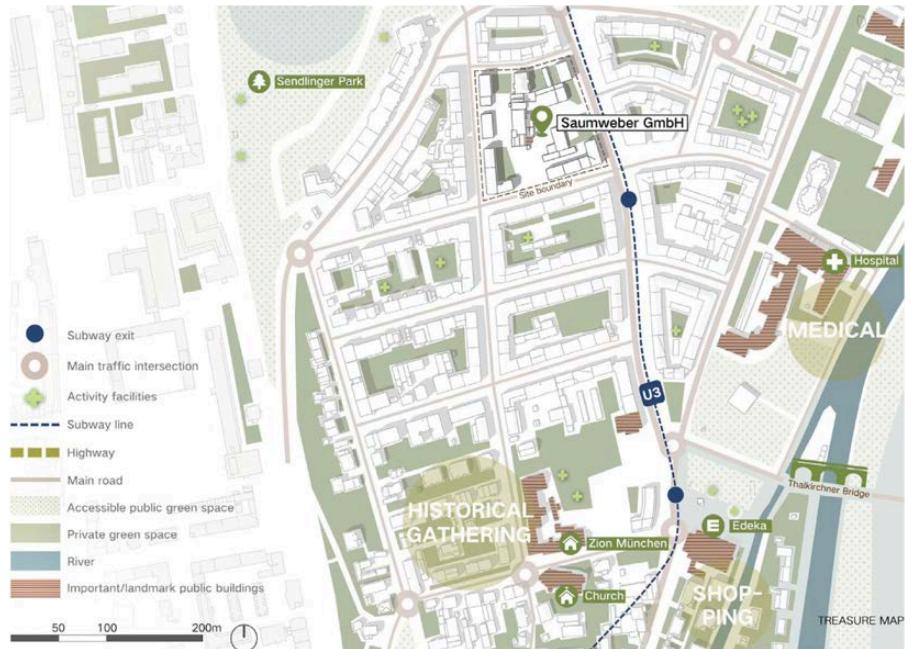 Sendlinger Park
Saumweber GmbH
Site boundary
Hospital
MEDICAL
Subway exit
Main traffic intersection
Activity facilities
Subway line
Highway
Main road
Accessible public green space
Private green space
River
Important/landmark public buildings
U3
Thalkirchner Bridge
HISTORICAL
GATHERING
E
Edeka
Zion München
Church
SHOP-
PING
50 100 200m
TREASURE MAP